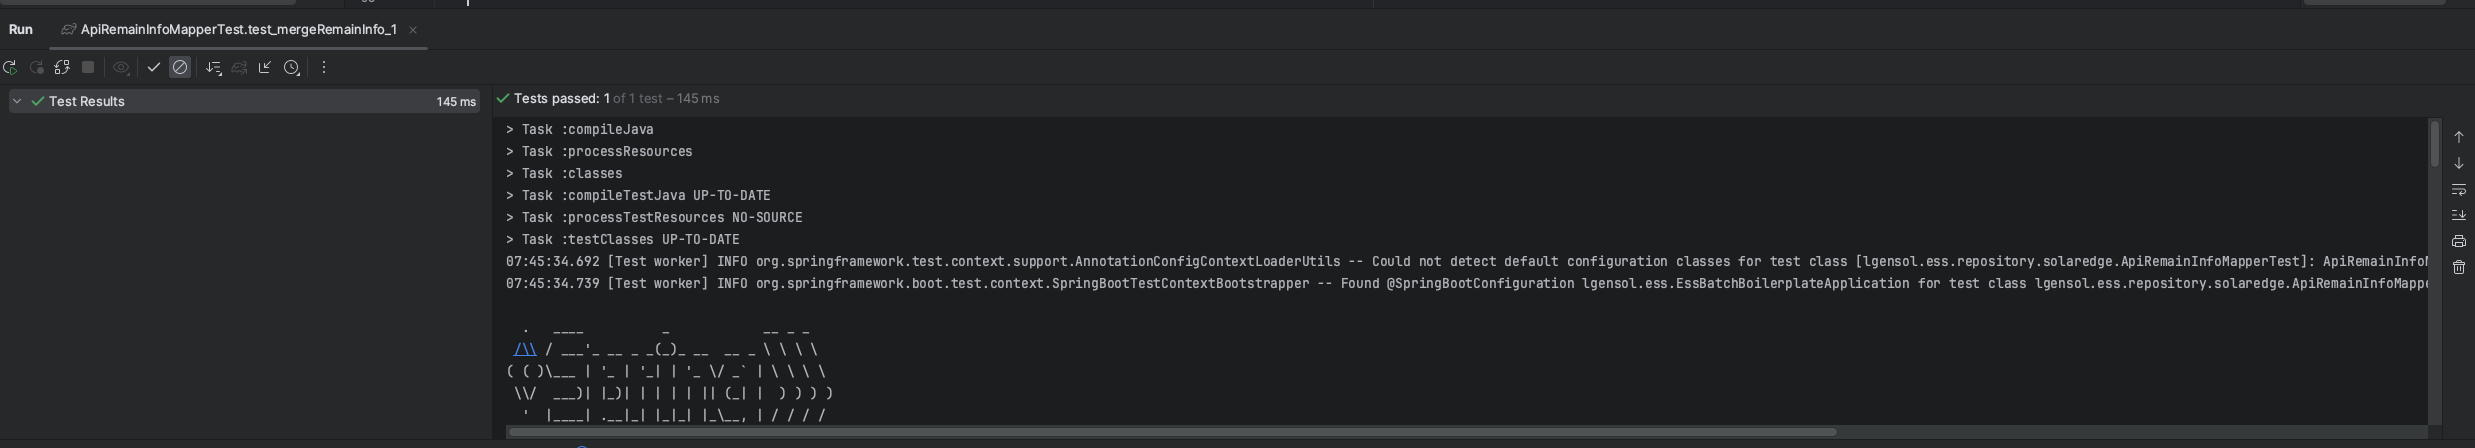 Run ApiRemainInfoMapperTest.test_mergeRemainInfo_1
Test Results 145 ms
Tests passed: 1 of 1 test – 145 ms
> Task :compileJava
> Task :processResources
> Task :classes
> Task :compileTestJava UP-TO-DATE
> Task :processTestResources NO-SOURCE
> Task :testClasses UP-TO-DATE
07:45:34.692 [Test worker] INFO org.springframework.test.context.support.AnnotationConfigContextLoaderUtils -- Could not detect default configuration classes for test class [lgensol.ess.repository.solaredge.ApiRemainInfoMapperTest]: ApiRemainInfoM
07:45:34.739 [Test worker] INFO org.springframework.boot.test.context.SpringBootTestContextBootstrapper -- Found @SpringBootConfiguration lgensol.ess.EssBatchBoilerplateApplication for test class lgensol.ess.repository.solaredge.ApiRemainInfoMappe
  .   ____          _            __ _ _
 /\\ / ___'_ __ _ _(_)_ __  __ _ \ \ \ \
( ( )\___ | '_ | '_| | '_ \/ _` | \ \ \ \
 \\/  ___)| |_)| | | | | || (_| |  ) ) ) )
  '  |____| .__|_| |_|_| |_\__, | / / / /